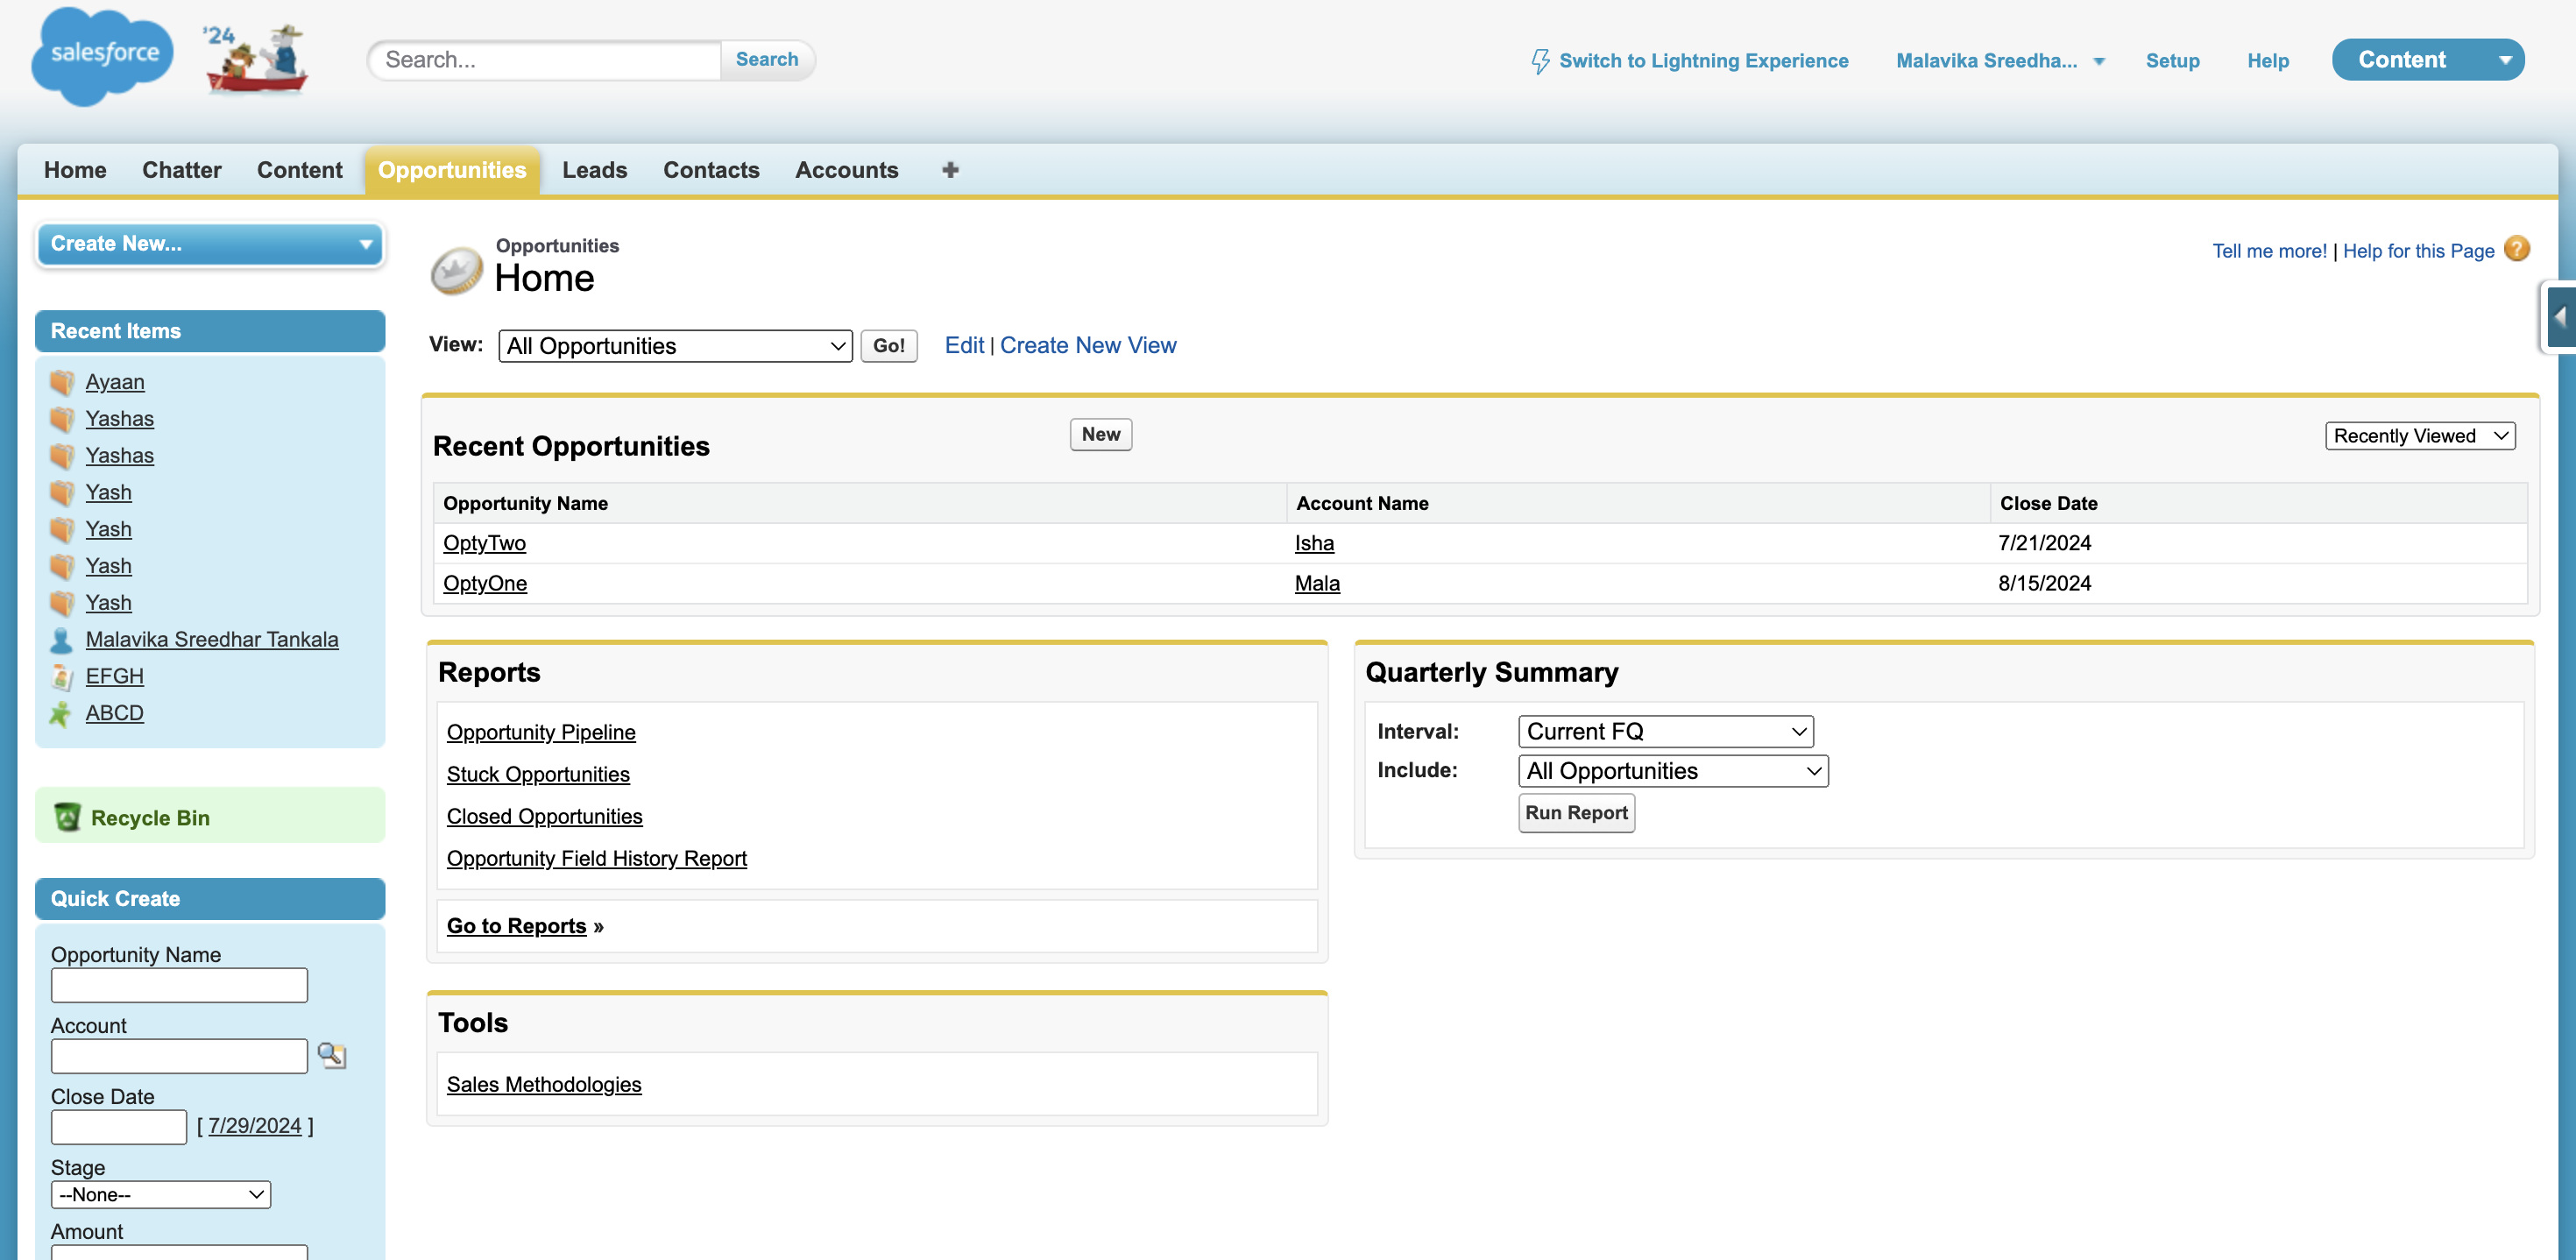 salesforce
'24
Search...
Search
Switch to Lightning Experience
Malavika Sreedha...
Setup
Help
Content
Home
Chatter
Content
Opportunities
Leads
Contacts
Accounts
Create New...
Recent Items
Ayaan
Yashas
Yashas
Yash
Yash
Yash
Yash
Malavika Sreedhar Tankala
EFGH
ABCD
Recycle Bin
Quick Create
Opportunity Name
Account
Close Date
[ 7/29/2024 ]
Stage
--None--
Amount
Opportunities
Home
Tell me more! | Help for this Page ?
View: All Opportunities Go! Edit | Create New View
Recent Opportunities
New
Recently Viewed
Opportunity Name Account Name Close Date
OptyTwo Isha 7/21/2024
OptyOne Mala 8/15/2024
Reports
Opportunity Pipeline
Stuck Opportunities
Closed Opportunities
Opportunity Field History Report
Go to Reports »
Quarterly Summary
Interval: Current FQ
Include: All Opportunities
Run Report
Tools
Sales Methodologies